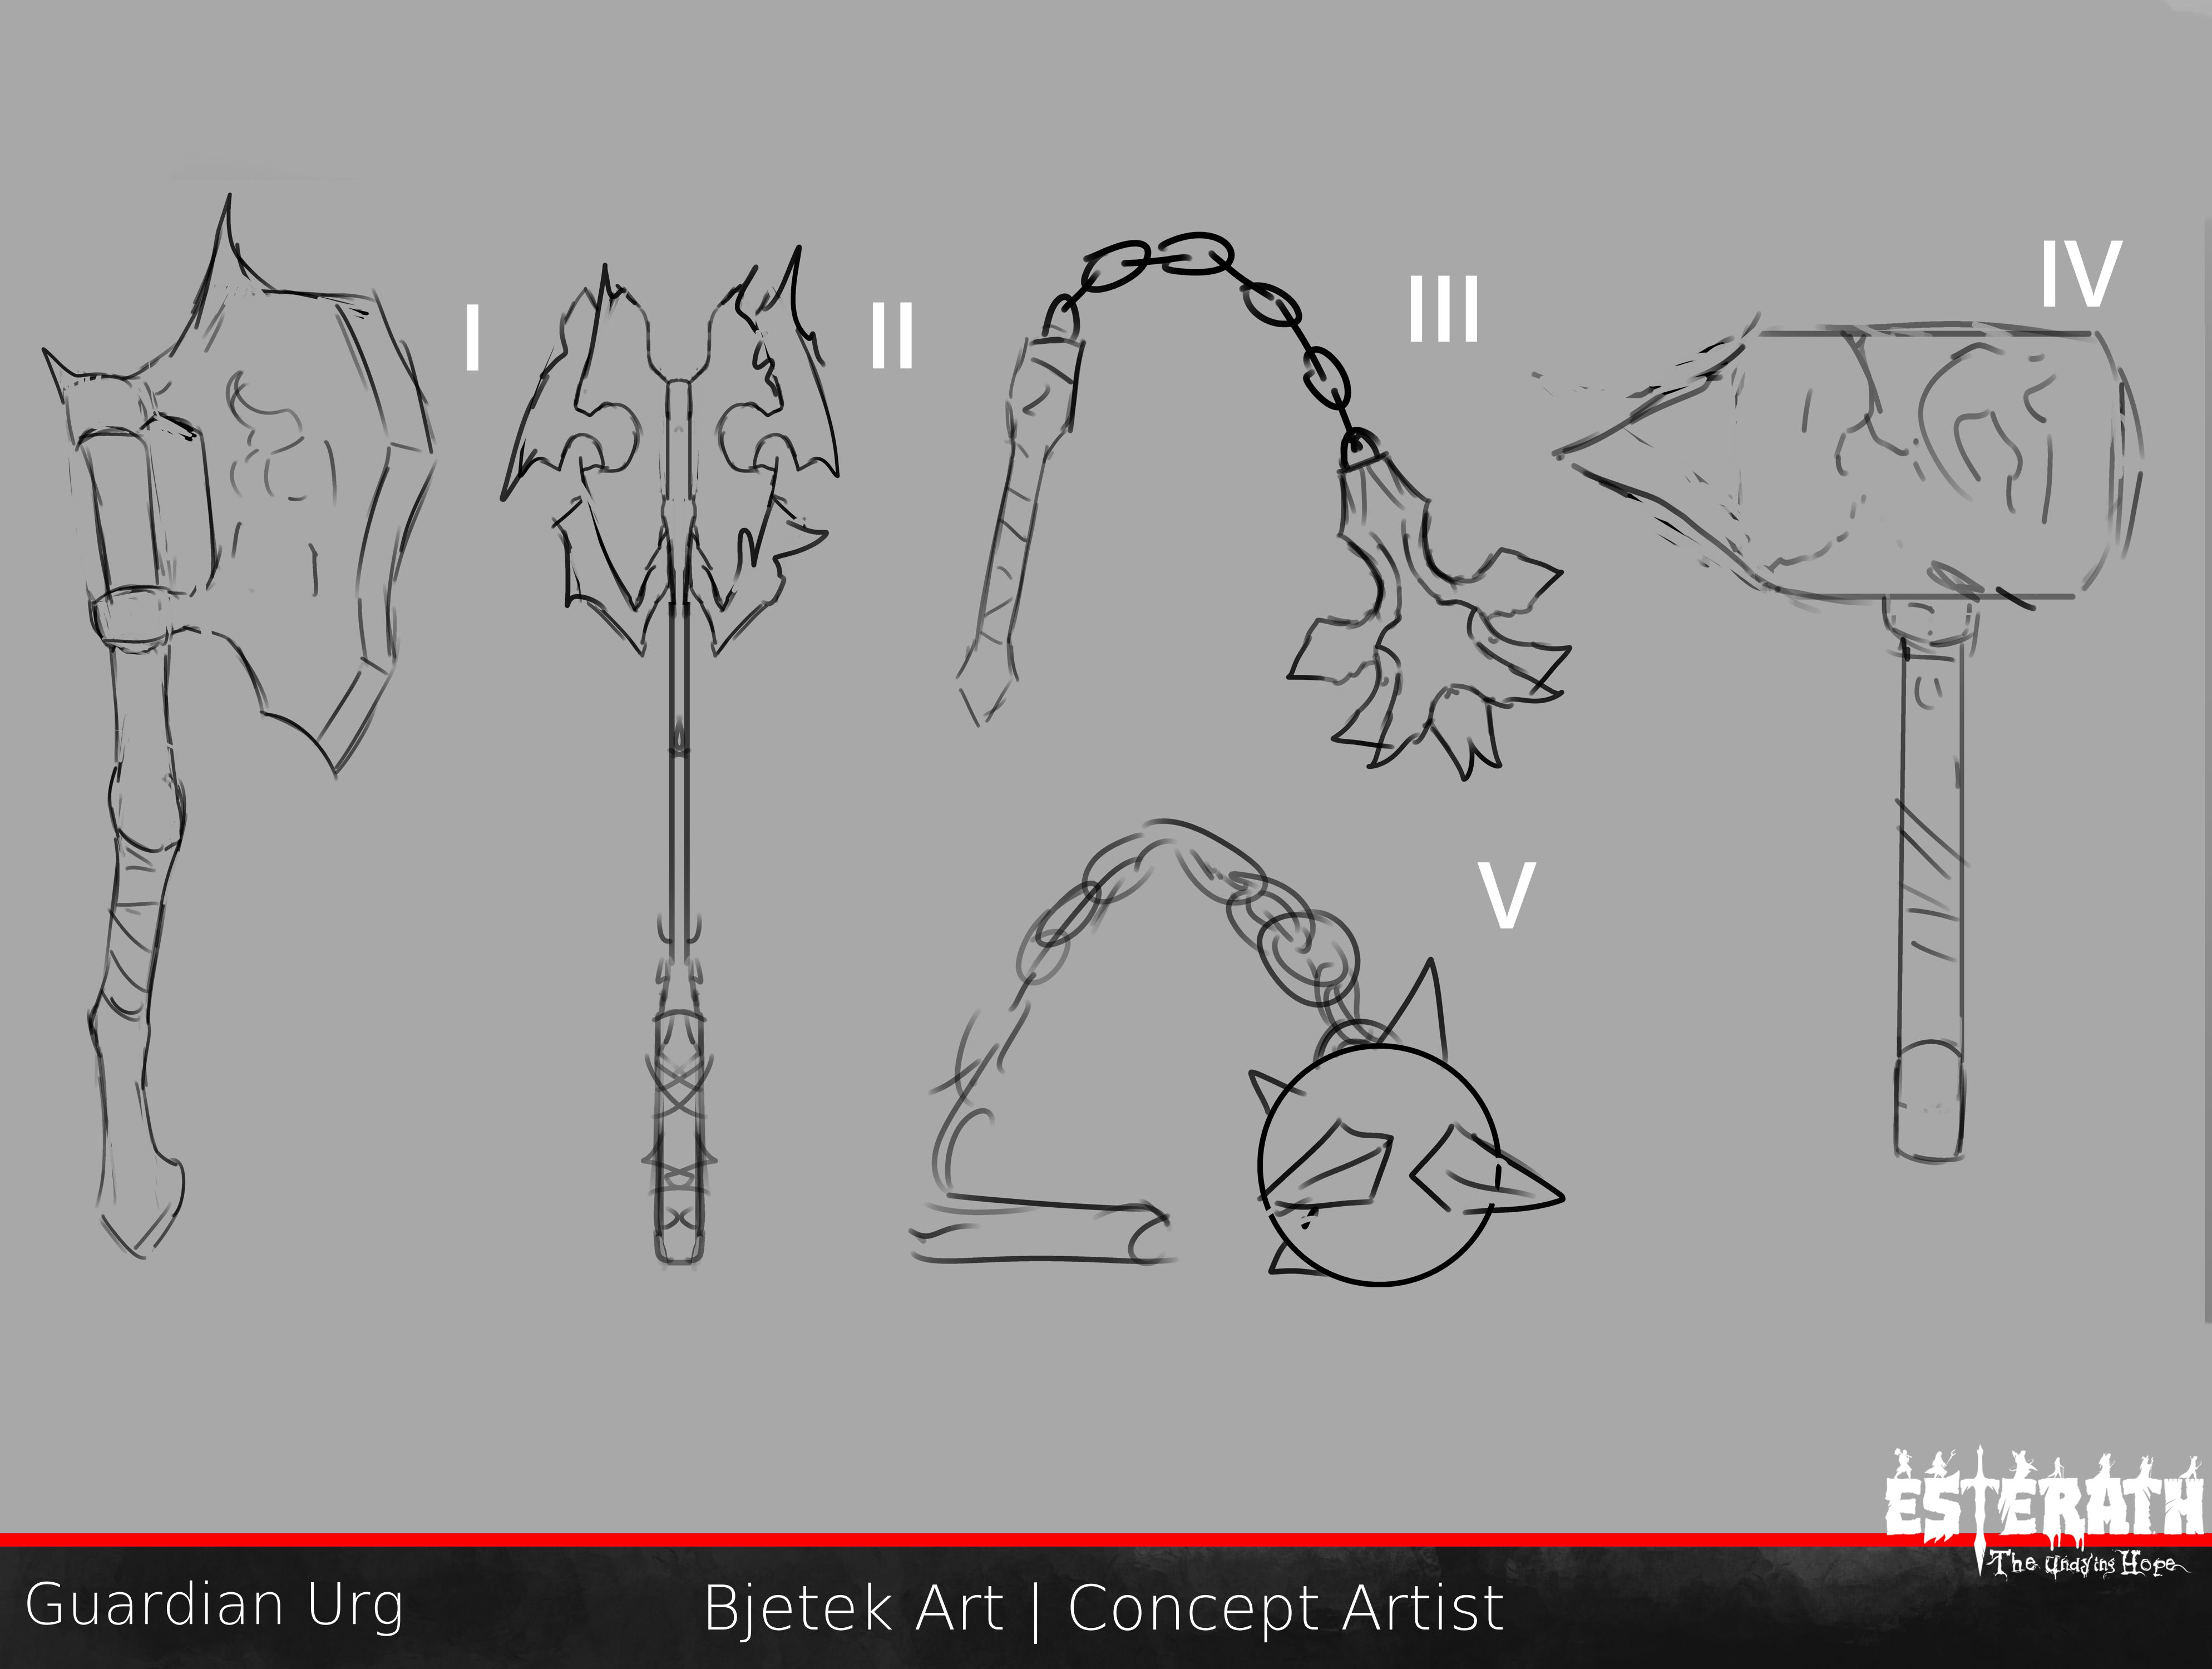 I
II
III
IV
V
ESTERATH
The Undying Hope
Guardian Urg
Bjetek Art | Concept Artist